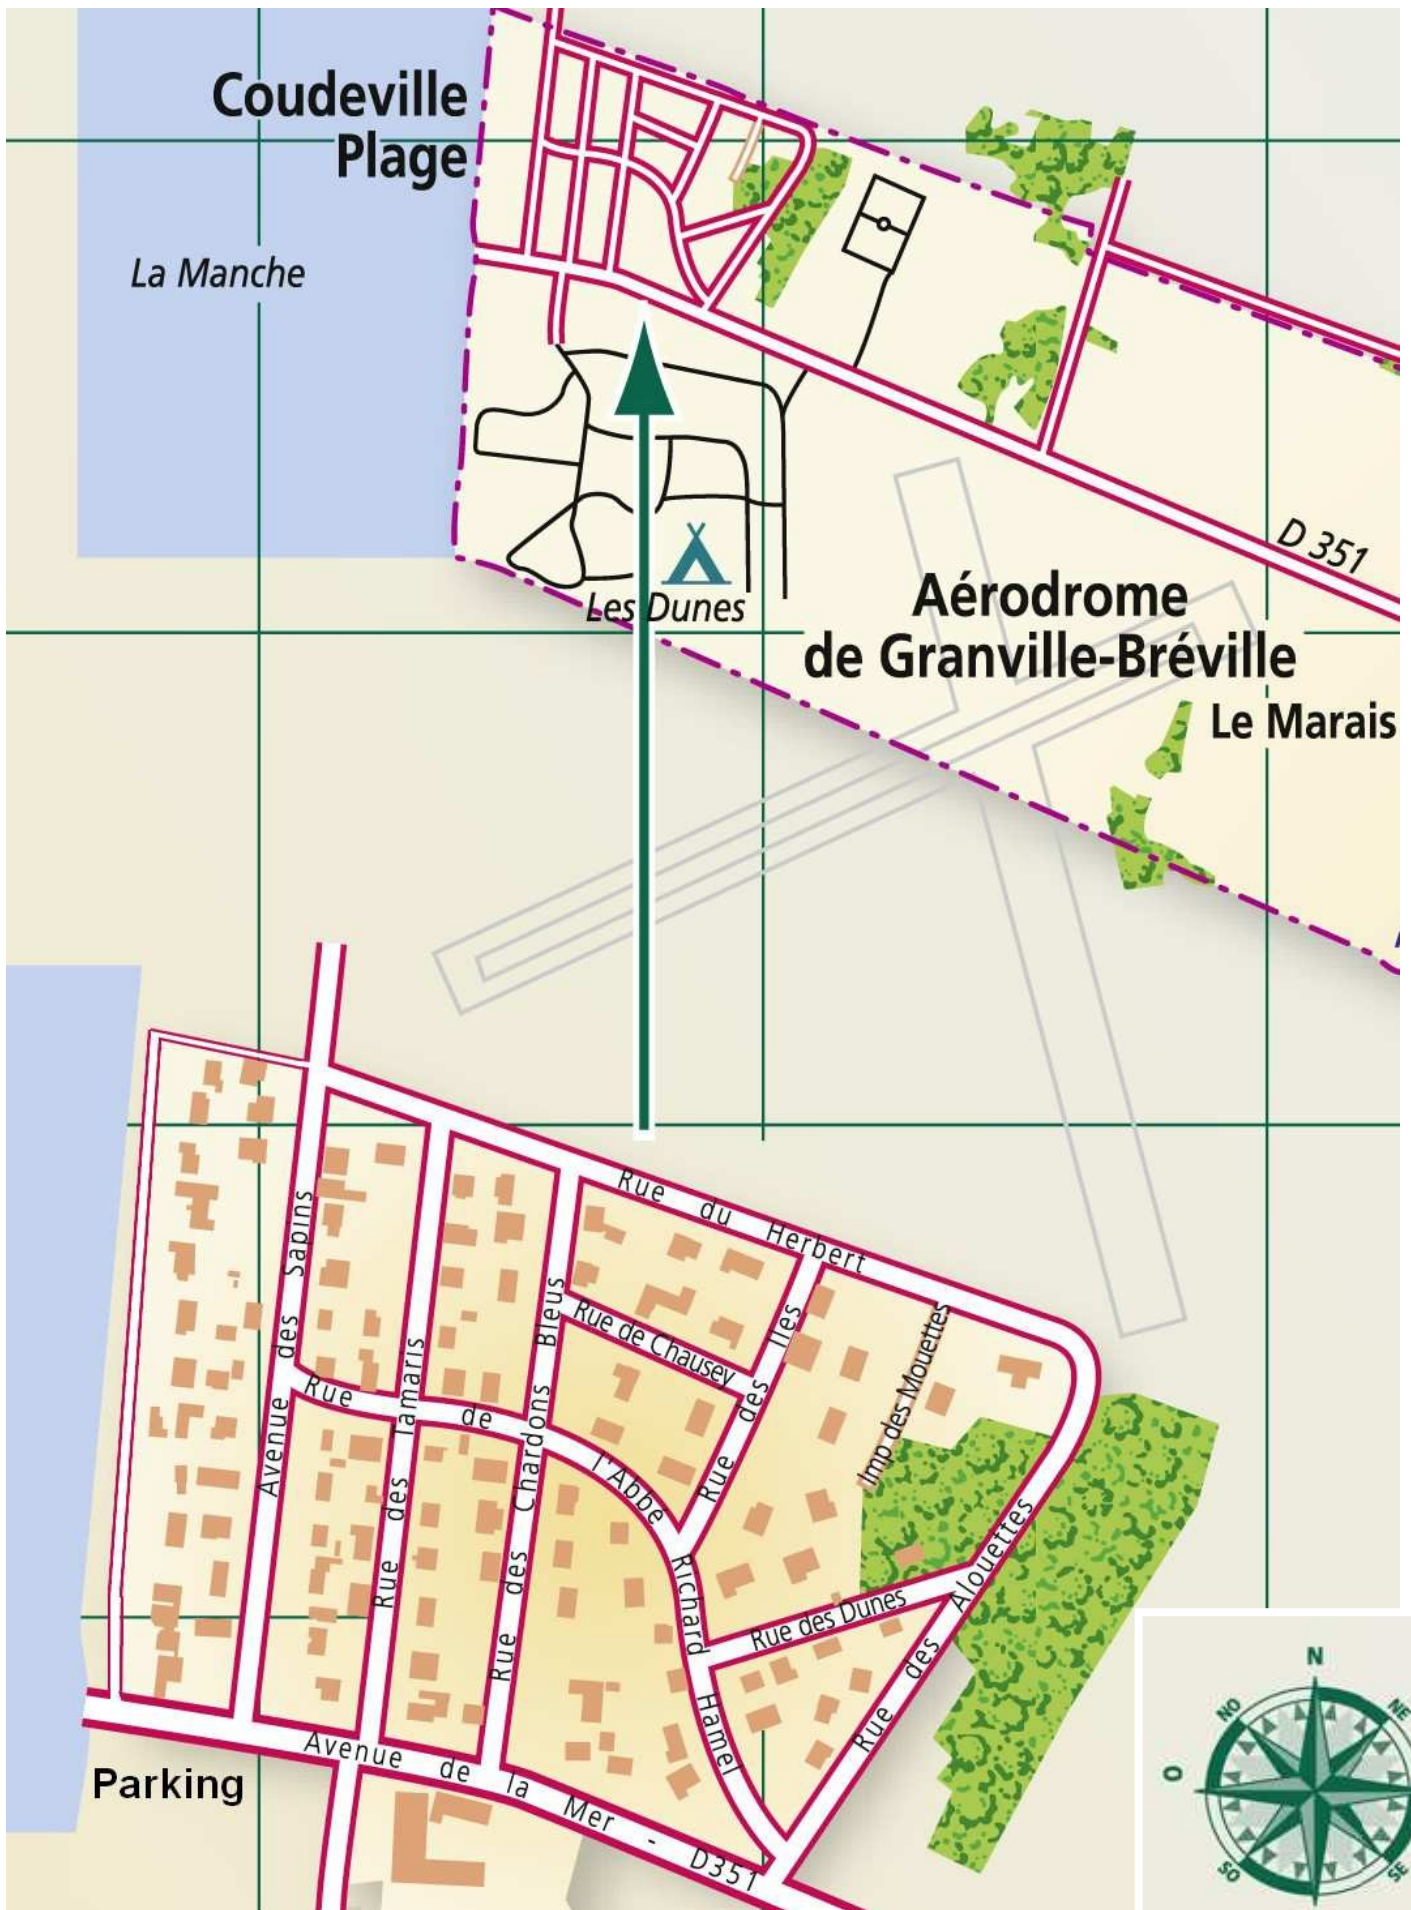 Coudeville
Plage
La Manche
D 351
Les Dunes
Aérodrome
de Granville-Bréville
Le Marais
Rue du Herbert
Avenue des Sapins
Rue des Tamaris
Rue des Chardons Bleus
Rue de Chausey
Rue des Iles
Imp des Mouettes
Rue de l'Abbé Richard Hamel
Rue des Dunes
Rue des Alouettes
Avenue de la Mer - D351
Parking
N
NO
NE
O
SO
SE